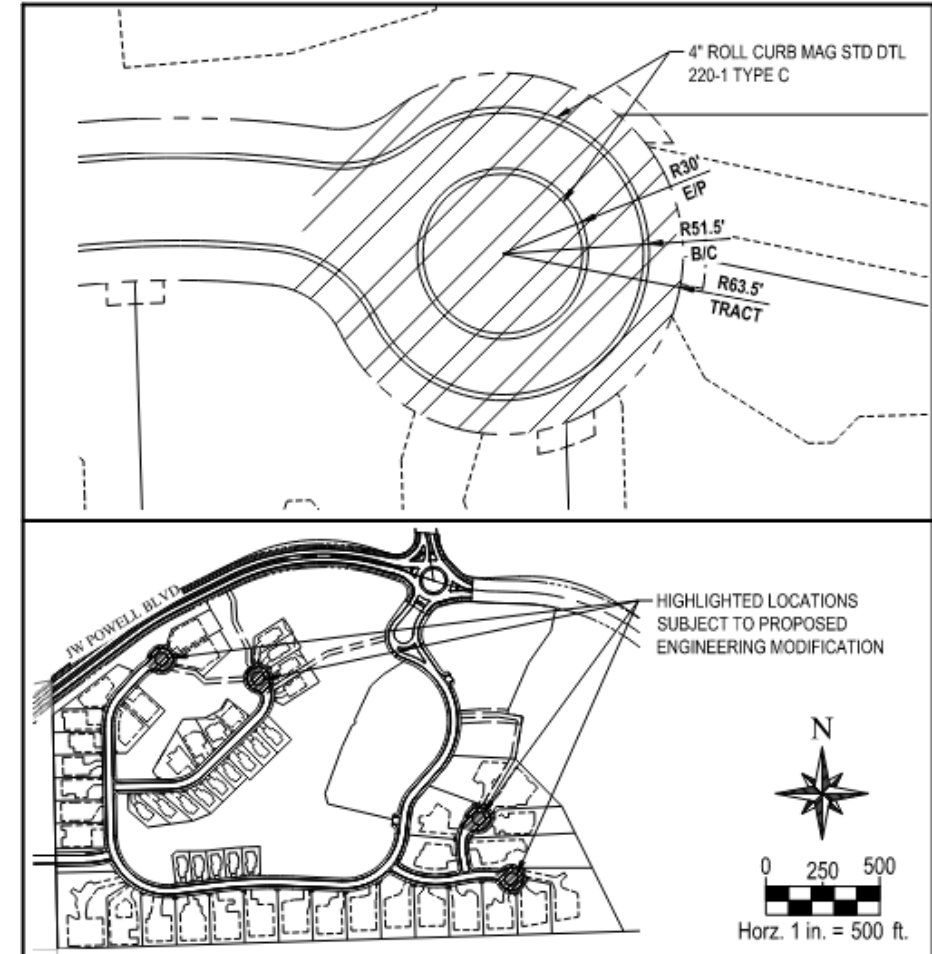 4" ROLL CURB MAG STD DTL
220-1 TYPE C
R30'
E/P
R51.5'
B/C
R63.5'
TRACT
JW POWELL BLVD
HIGHLIGHTED LOCATIONS
SUBJECT TO PROPOSED
ENGINEERING MODIFICATION
N
0 250 500
Horz. 1 in. = 500 ft.